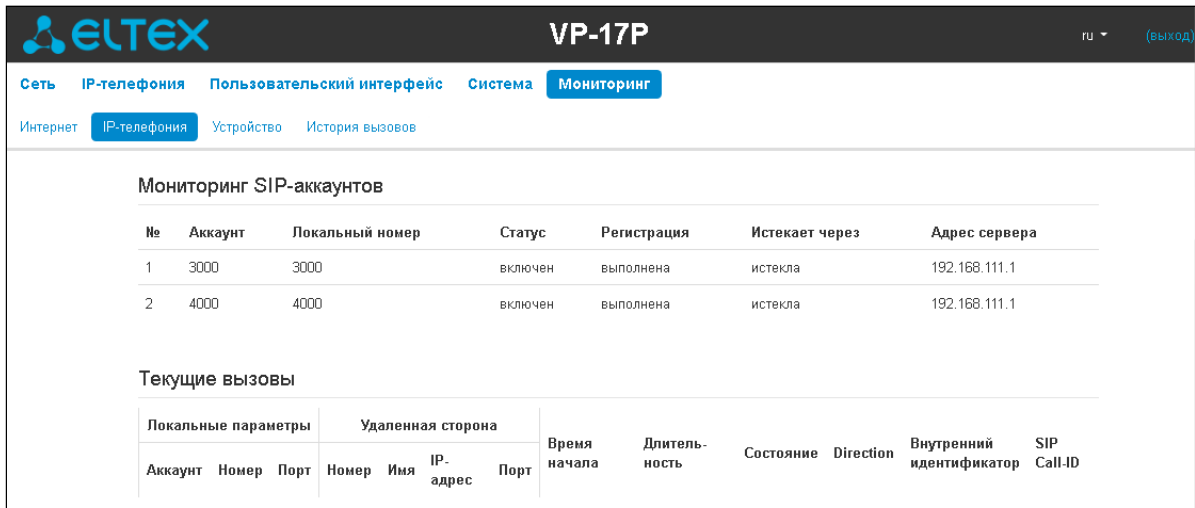 ELTEX VP-17P ru (выход)
Сеть IP-телефония Пользовательский интерфейс Система Мониторинг
Интернет IP-телефония Устройство История вызовов
Мониторинг SIP-аккаунтов
№ Аккаунт Локальный номер Статус Регистрация Истекает через Адрес сервера
1 3000 3000 включен выполнена истекла 192.168.111.1
2 4000 4000 включен выполнена истекла 192.168.111.1
Текущие вызовы
Локальные параметры Удаленная сторона Время начала Длитель-ность Состояние Direction Внутренний идентификатор SIP Call-ID
Аккаунт Номер Порт Номер Имя IP-адрес Порт